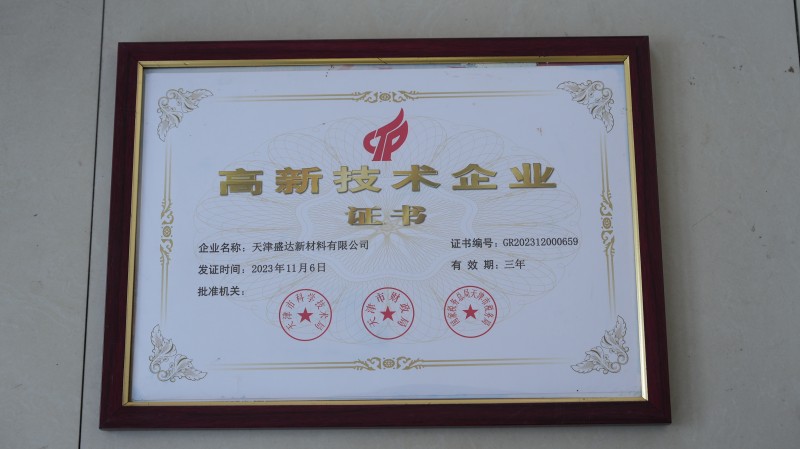 高新技术企业
证书
企业名称：天津盛达新材料有限公司
证书编号：GR202312000659
发证时间：2023年11月6日
有 效 期：三年
批准机关：
天津市科学技术局
天津市财政局
国家税务总局天津市税务局